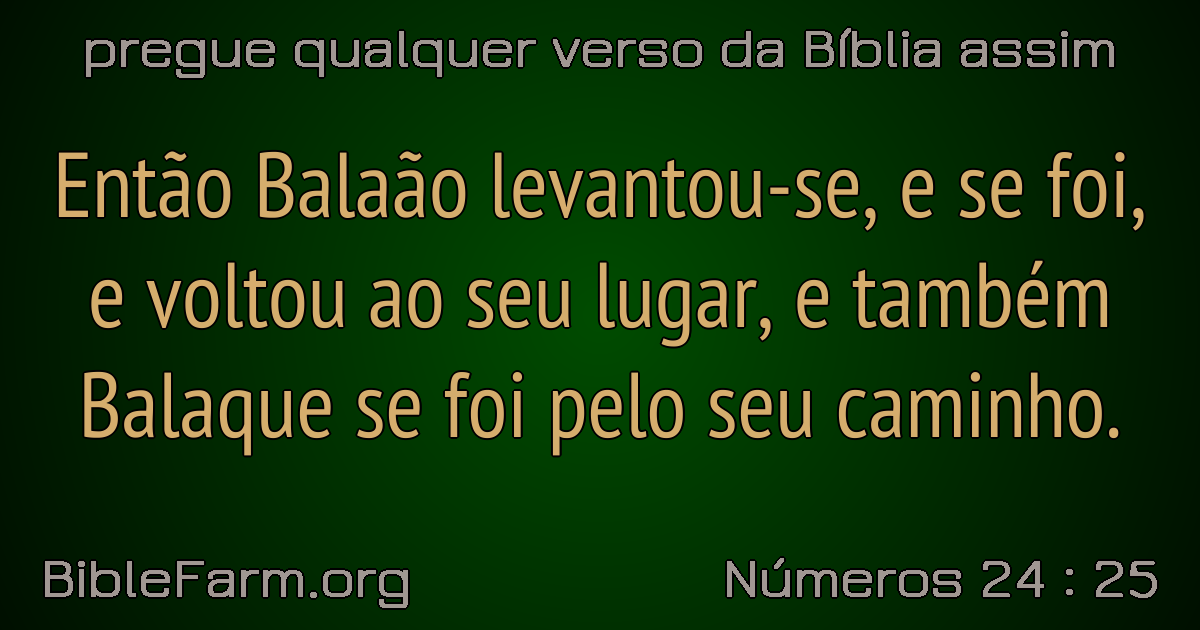 pregue qualquer verso da Bíblia assim
Então Balaão levantou-se, e se foi,
e voltou ao seu lugar, e também
Balaque se foi pelo seu caminho.
BibleFarm.org
Números 24 : 25